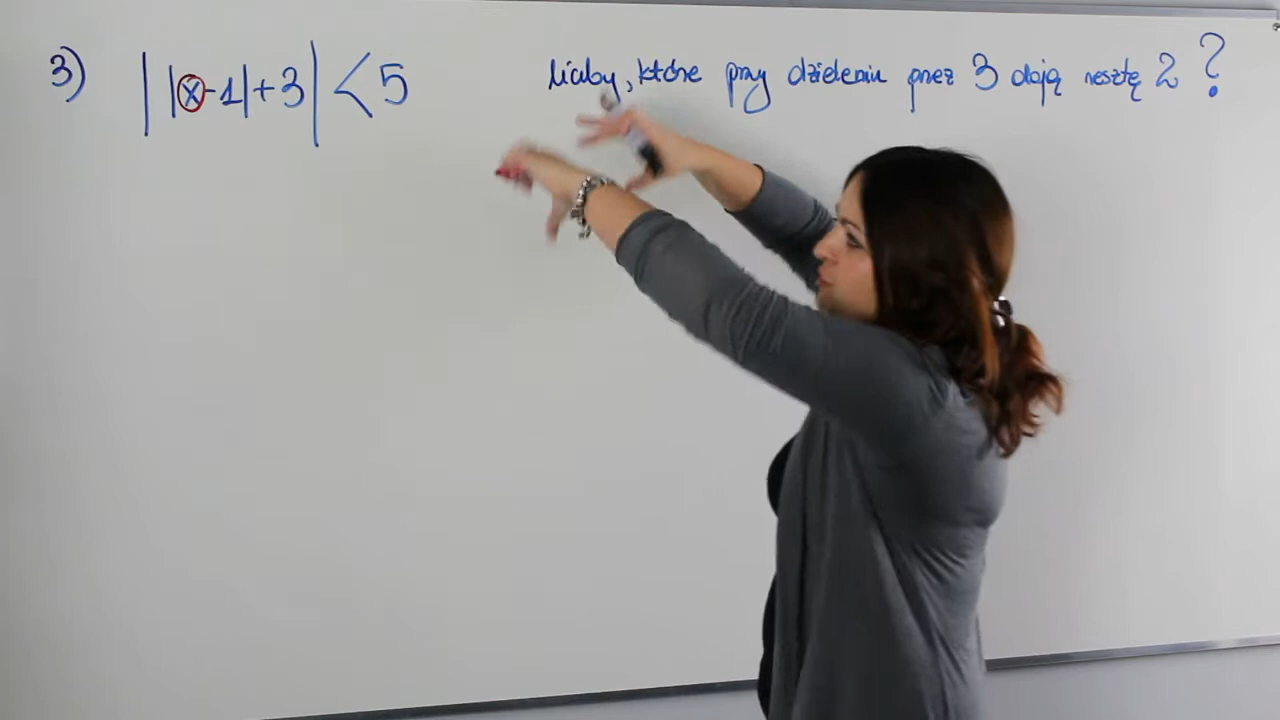 3) ||x-1|+3| < 5
liczby, które przy dzieleniu przez 3 dają resztę 2 ?